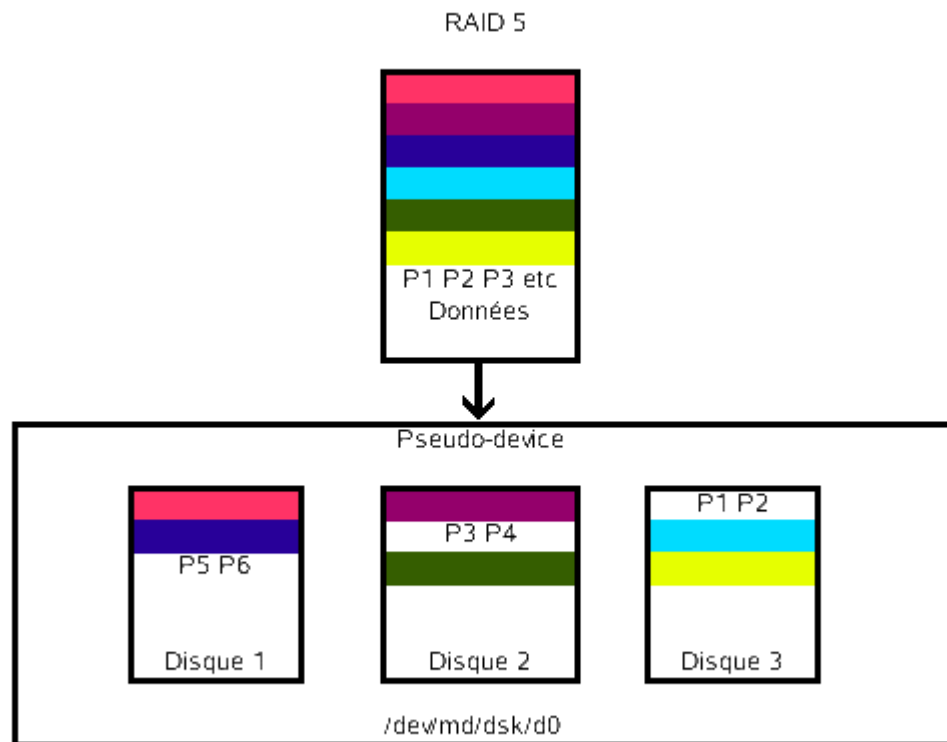 RAID 5
P1 P2 P3 etc
Données
Pseudo-device
P1 P2
P3 P4
P5 P6
Disque 1
Disque 2
Disque 3
/dev/md/dsk/d0